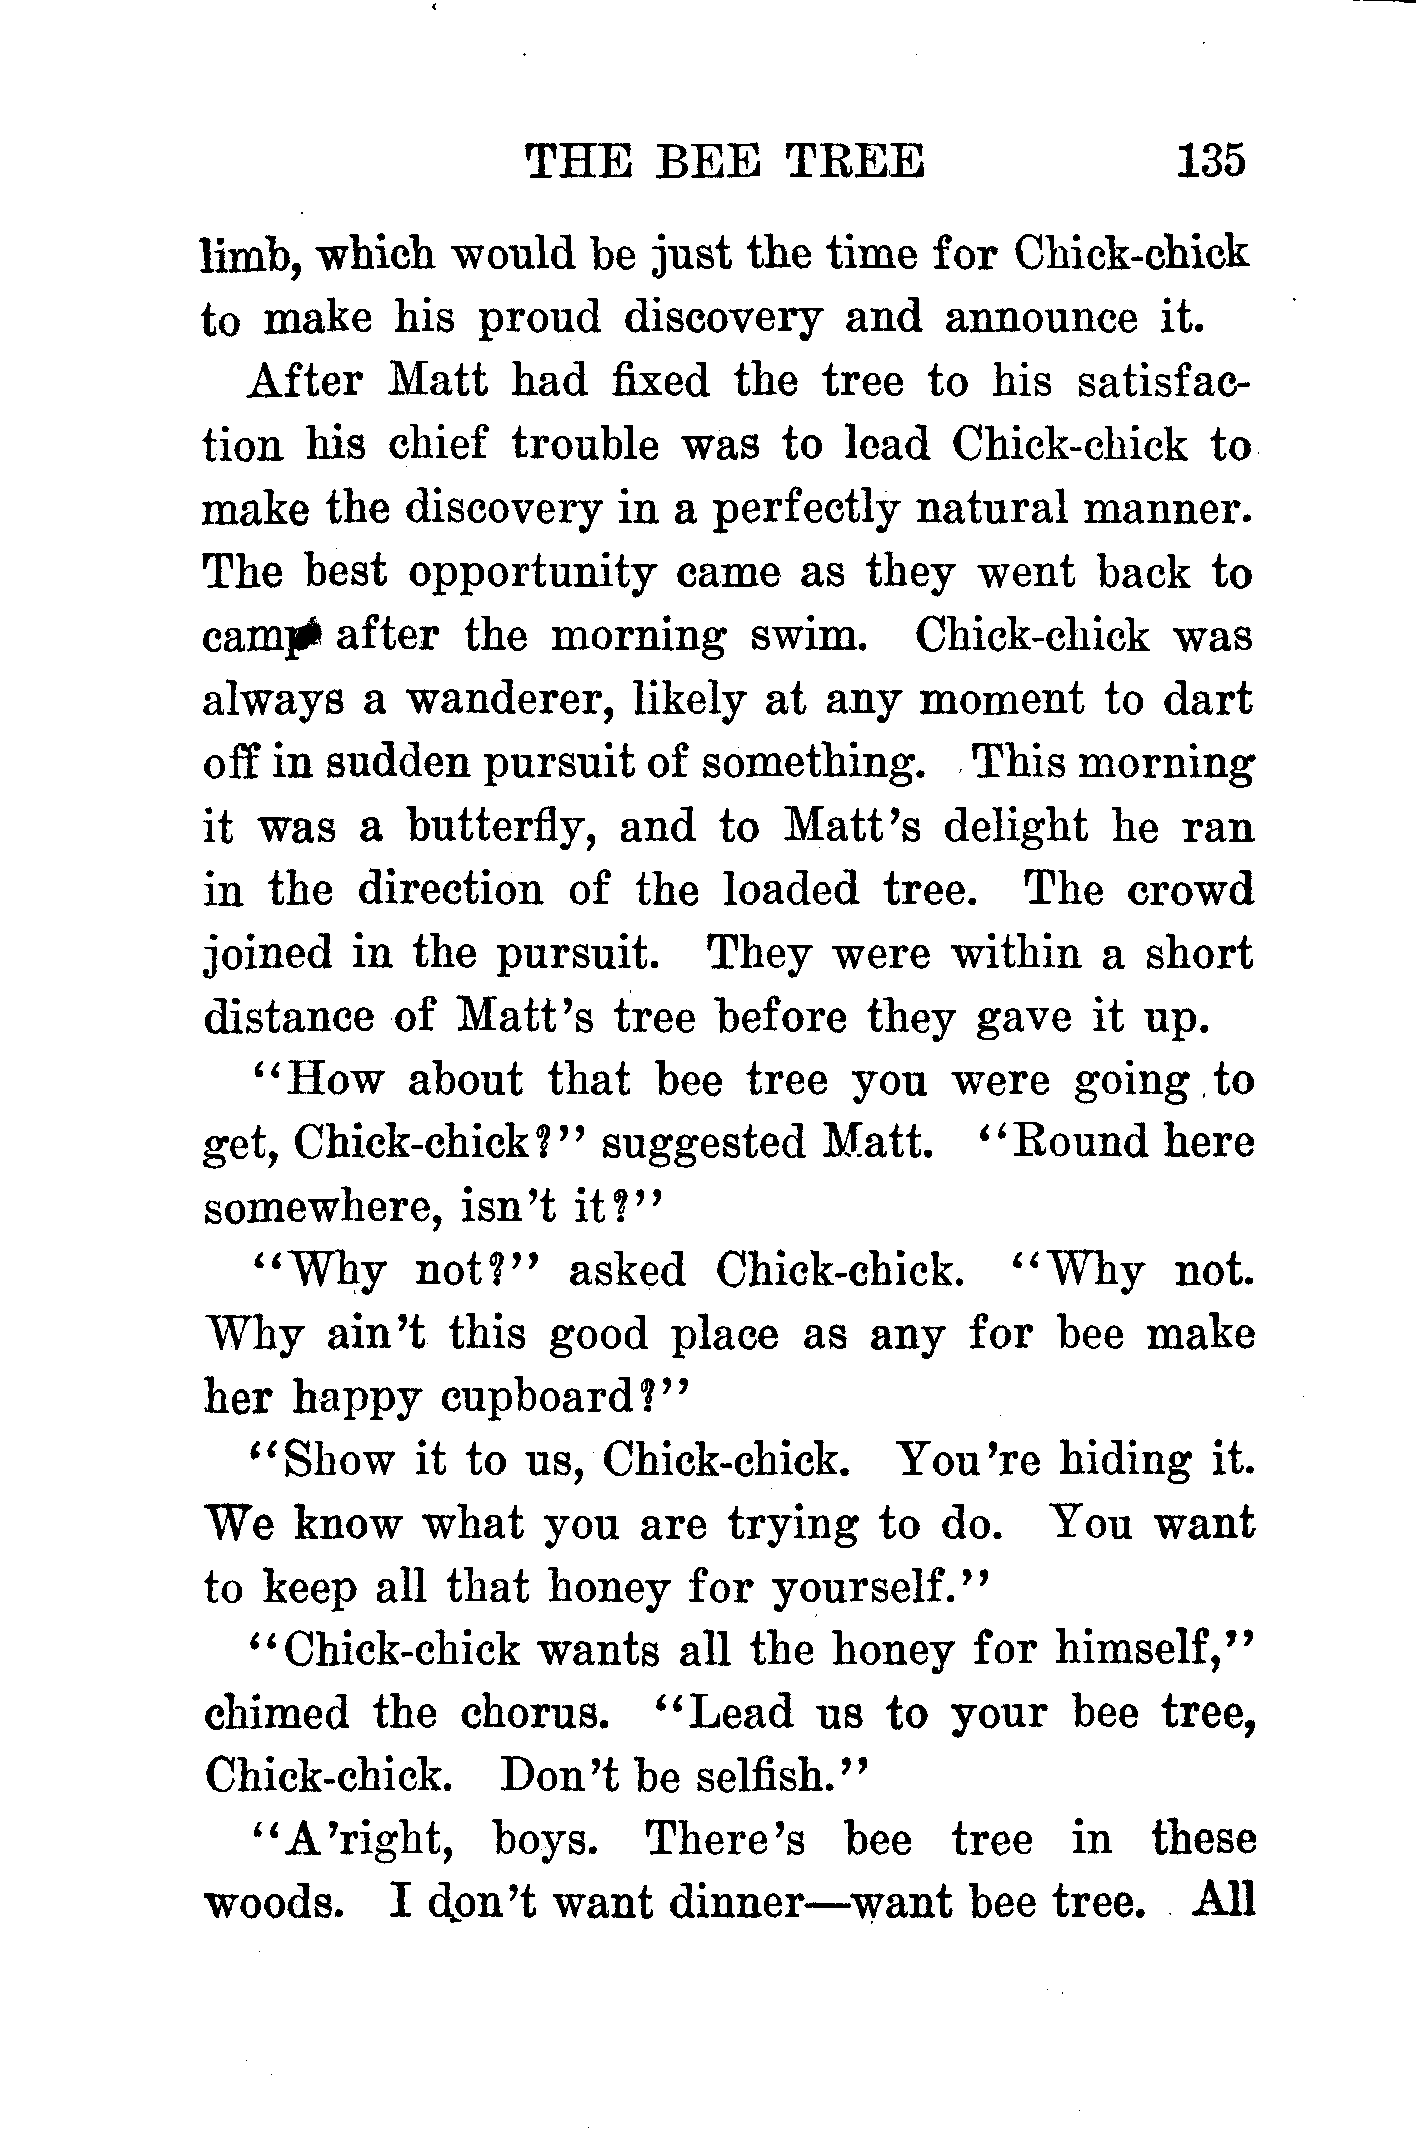 THE BEE TREE 135
limb, which would be just the time for Chick-chick
to make his proud discovery and announce it.
After Matt had fixed the tree to his satisfac-
tion his chief trouble was to lead Chick-chick to
make the discovery in a perfectly natural manner.
The best opportunity came as they went back to
camp after the morning swim. Chick-chick was
always a wanderer, likely at any moment to dart
off in sudden pursuit of something. This morning
it was a butterfly, and to Matt's delight he ran
in the direction of the loaded tree. The crowd
joined in the pursuit. They were within a short
distance of Matt's tree before they gave it up.
"How about that bee tree you were going to
get, Chick-chick?" suggested Matt. "Round here
somewhere, isn't it?"
"Why not?" asked Chick-chick. "Why not.
Why ain't this good place as any for bee make
her happy cupboard?"
"Show it to us, Chick-chick. You're hiding it.
We know what you are trying to do. You want
to keep all that honey for yourself."
"Chick-chick wants all the honey for himself,"
chimed the chorus. "Lead us to your bee tree,
Chick-chick. Don't be selfish."
"A'right, boys. There's bee tree in these
woods. I don't want dinner—want bee tree. All